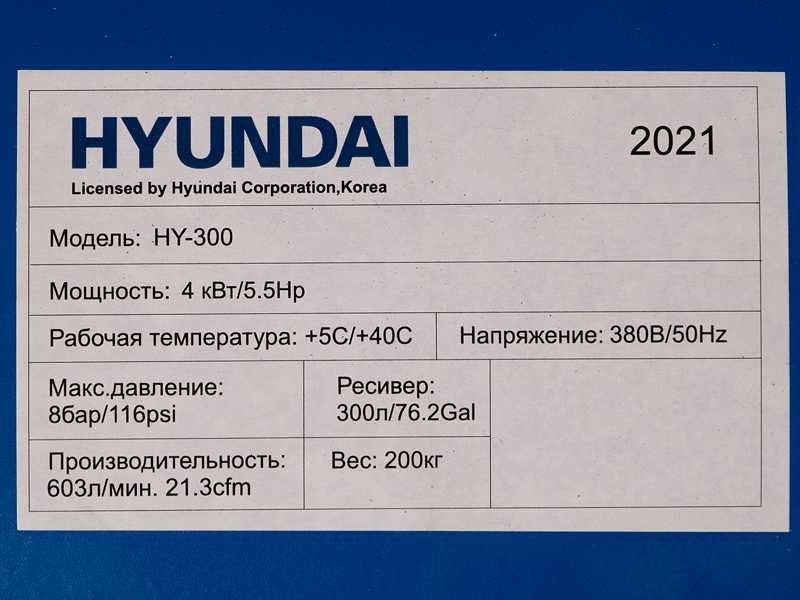 HYUNDAI
2021
Licensed by Hyundai Corporation,Korea
Модель: HY-300
Мощность: 4 кВт/5.5Hp
Рабочая температура: +5C/+40C
Напряжение: 380В/50Hz
Макс.давление:
8бар/116psi
Ресивер:
300л/76.2Gal
Производительность:
603л/мин. 21.3cfm
Вес: 200кг